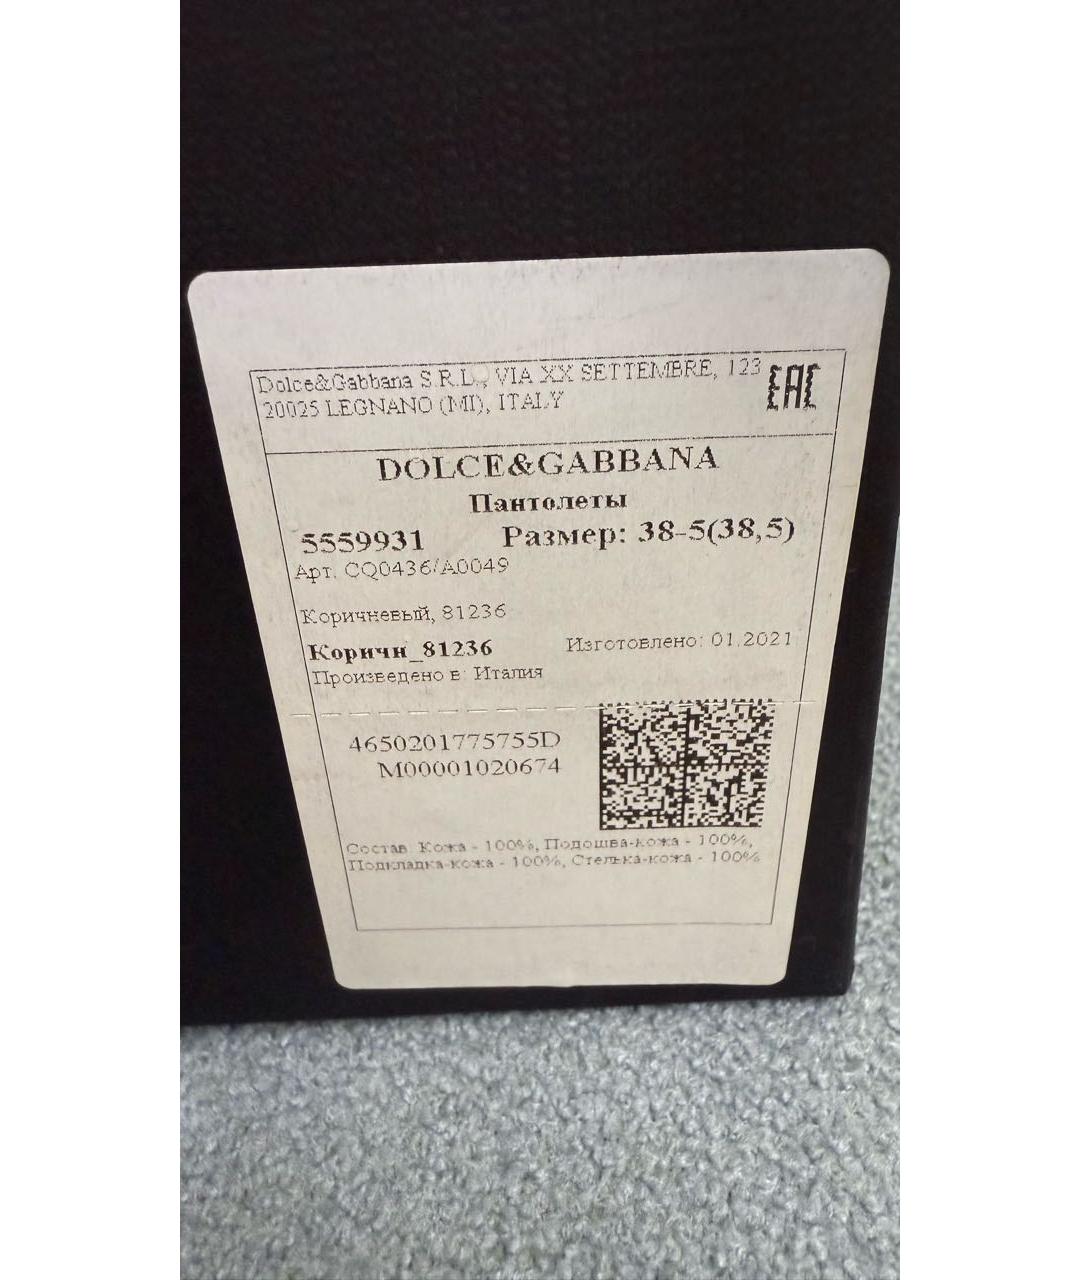 Dolce&Gabbana S.R.L., VIA XX SETTEMBRE, 123
20025 LEGNANO (MI), ITALY
EAC
DOLCE&GABBANA
Пантолеты
5559931 Размер: 38-5(38,5)
Арт. CQ0436/A0049
Коричневый, 81236
Коричн_81236 Изготовлено: 01.2021
Произведено в: Италия
4650201775755D
M00001020674
Состав: Кожа - 100%, Подошва-кожа - 100%,
Подкладка-кожа - 100%, Стелька-кожа - 100%